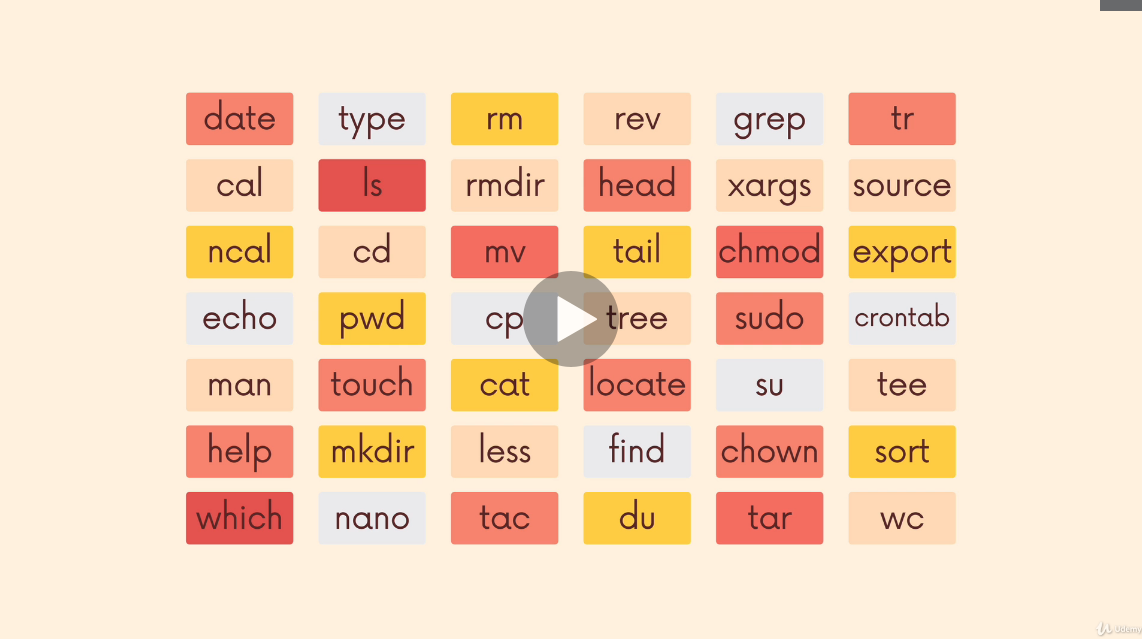 date type rm rev grep tr
cal ls rmdir head xargs source
ncal cd mv tail chmod export
echo pwd cp tree sudo crontab
man touch cat locate su tee
help mkdir less find chown sort
which nano tac du tar wc
Udemy